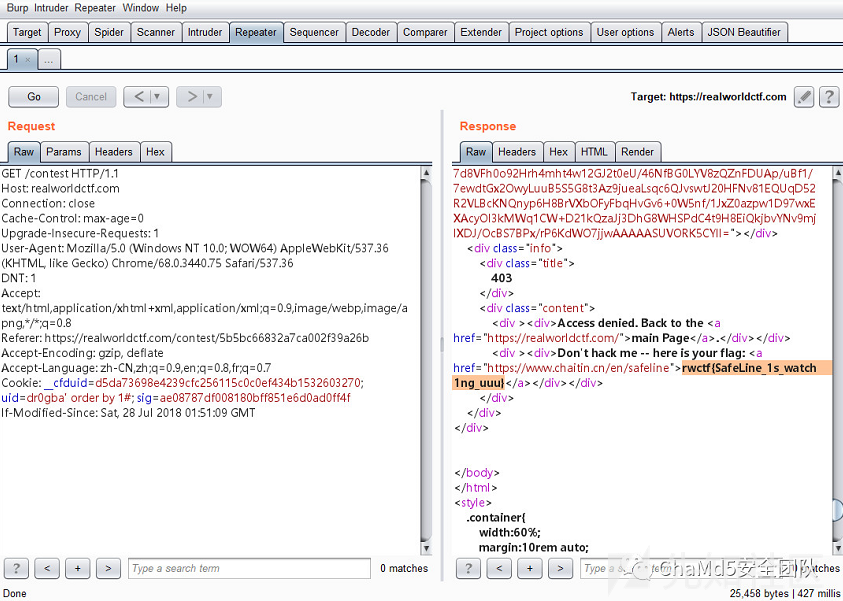 Burp Intruder Repeater Window Help
Target Proxy Spider Scanner Intruder Repeater Sequencer Decoder Comparer Extender Project options User options Alerts JSON Beautifier
1 × ...
Go Cancel < ▼ > ▼ Target: https://realworldctf.com ?
Request
Raw Params Headers Hex
GET /contest HTTP/1.1
Host: realworldctf.com
Connection: close
Cache-Control: max-age=0
Upgrade-Insecure-Requests: 1
User-Agent: Mozilla/5.0 (Windows NT 10.0; WOW64) AppleWebKit/537.36
(KHTML, like Gecko) Chrome/68.0.3440.75 Safari/537.36
DNT: 1
Accept:
text/html,application/xhtml+xml,application/xml;q=0.9,image/webp,image/a
png,*/*;q=0.8
Referer: https://realworldctf.com/contest/5b5bc66832a7ca002f39a26b
Accept-Encoding: gzip, deflate
Accept-Language: zh-CN,zh;q=0.9,en;q=0.8,fr;q=0.7
Cookie: __cfduid=d5da73698e4239cfc256115c0c0ef434b1532603270;
uid=dr0gba' order by 1#; sig=ae08787df008180bff851e6d0ad0ff4f
If-Modified-Since: Sat, 28 Jul 2018 01:51:09 GMT
? < + > Type a search term 0 matches
Response
Raw Headers Hex HTML Render
7d8VFh0o92Hrh4mht4w12GJ2t0eU/46NfBG0LYV8zQZnFDUAp/uBf1/
7ewdtGx2OwyLuuB5S5G8t3Az9jueaLsqc6QJvswtJ20HFNv81EQUqD52
R2VLBcKNQnyp6H8BrVXbOFyFbqHvGv6+0W5nf/1JxZ0azpw1D97wxE
XAcyOl3kMWq1CW+D21kQzaJj3DhG8WHSPdC4t9H8EiQkjbvYNv9mj
IXDJ/OcBS7BPx/rP6KdWO7jjwAAAAASUVORK5CYII="></div>
<div class="info">
<div class="title">
403
</div>
<div class="content">
<div ><div>Access denied. Back to the <a
href="https://realworldctf.com/">main Page</a>.</div></div>
<div ><div>Don't hack me -- here is your flag: <a
href="https://www.chaitin.cn/en/safeline">rwctf{SafeLine_1s_watch
1ng_uuu}</a></div></div>
</div>
</div>
</div>
</body>
</html>
<style>
.container{
width:60%;
margin:10rem auto;
? < + > Type a sea matches
ChaMd5安全团队
Done 25,458 bytes | 427 millis